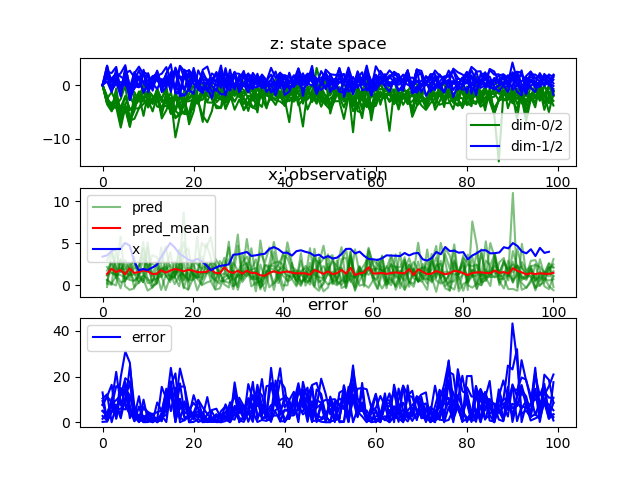 z: state space
0
−10
dim-0/2
dim-1/2
0 20 40 60 80 100
x: observation
10
5
0
pred
pred_mean
x
0 20 40 60 80 100
error
40
20
0
error
0 20 40 60 80 100